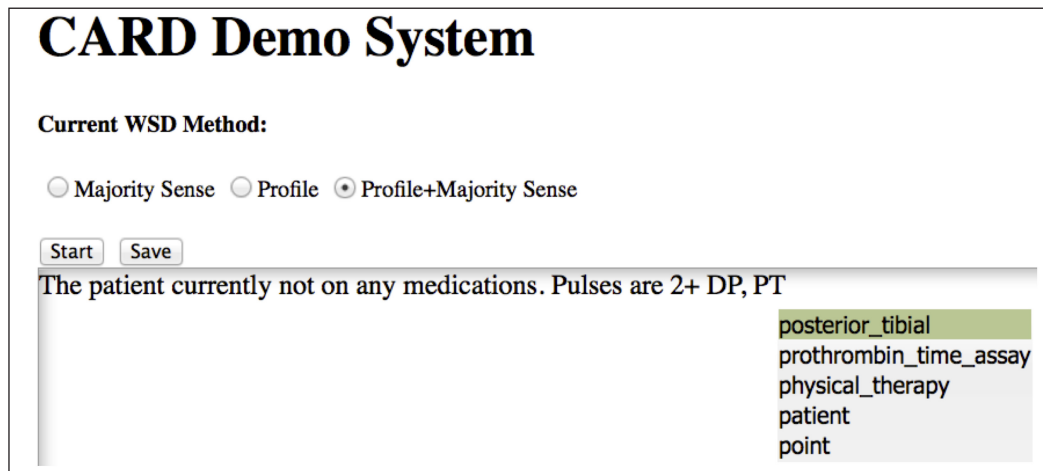 CARD Demo System
Current WSD Method:
Majority Sense Profile Profile+Majority Sense
Start Save
The patient currently not on any medications. Pulses are 2+ DP, PT
posterior_tibial
prothrombin_time_assay
physical_therapy
patient
point